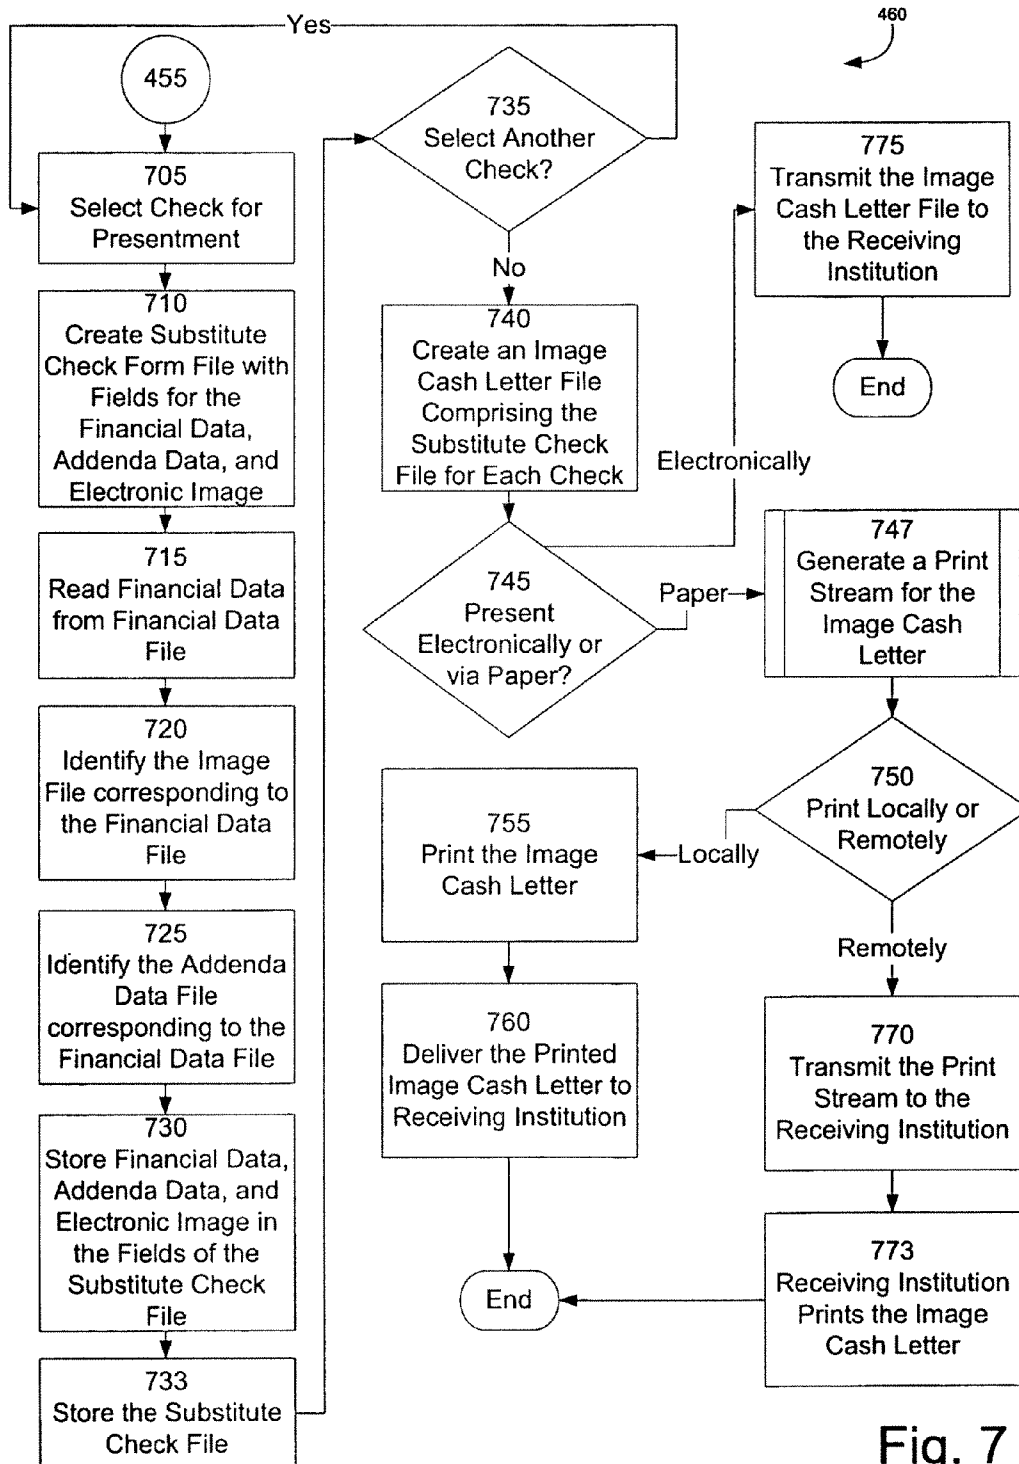 Yes
460
455
705
Select Check for
Presentment
710
Create Substitute
Check Form File with
Fields for the
Financial Data,
Addenda Data, and
Electronic Image
715
Read Financial Data
from Financial Data
File
720
Identify the Image
File corresponding to
the Financial Data
File
725
Identify the Addenda
Data File
corresponding to the
Financial Data File
730
Store Financial Data,
Addenda Data, and
Electronic Image in
the Fields of the
Substitute Check
File
733
Store the Substitute
Check File
735
Select Another
Check?
No
740
Create an Image
Cash Letter File
Comprising the
Substitute Check
File for Each Check
745
Present
Electronically or
via Paper?
Electronically
775
Transmit the Image
Cash Letter File to
the Receiving
Institution
End
Paper
747
Generate a Print
Stream for the
Image Cash
Letter
750
Print Locally or
Remotely
Locally
755
Print the Image
Cash Letter
760
Deliver the Printed
Image Cash Letter to
Receiving Institution
Remotely
770
Transmit the Print
Stream to the
Receiving Institution
773
Receiving Institution
Prints the Image
Cash Letter
End
Fig. 7